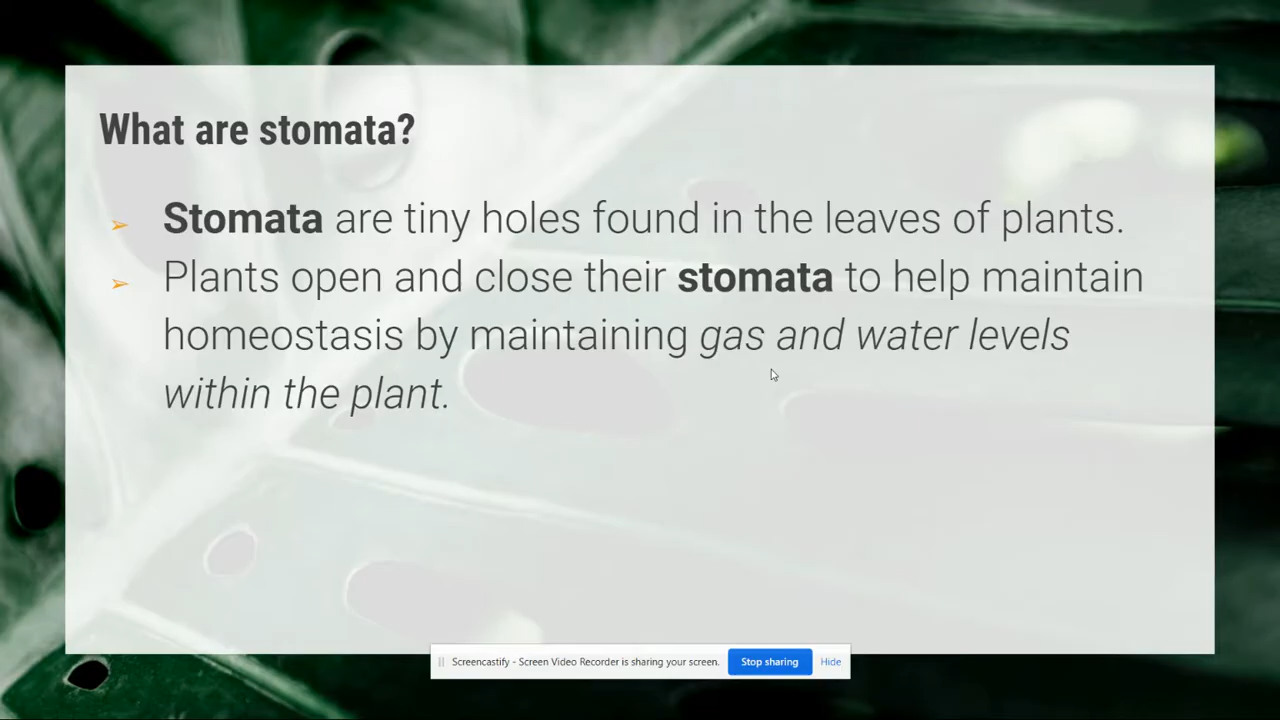 What are stomata?
➢ Stomata are tiny holes found in the leaves of plants.
➢ Plants open and close their stomata to help maintain
homeostasis by maintaining gas and water levels
within the plant.
Screencastify - Screen Video Recorder is sharing your screen. Stop sharing Hide